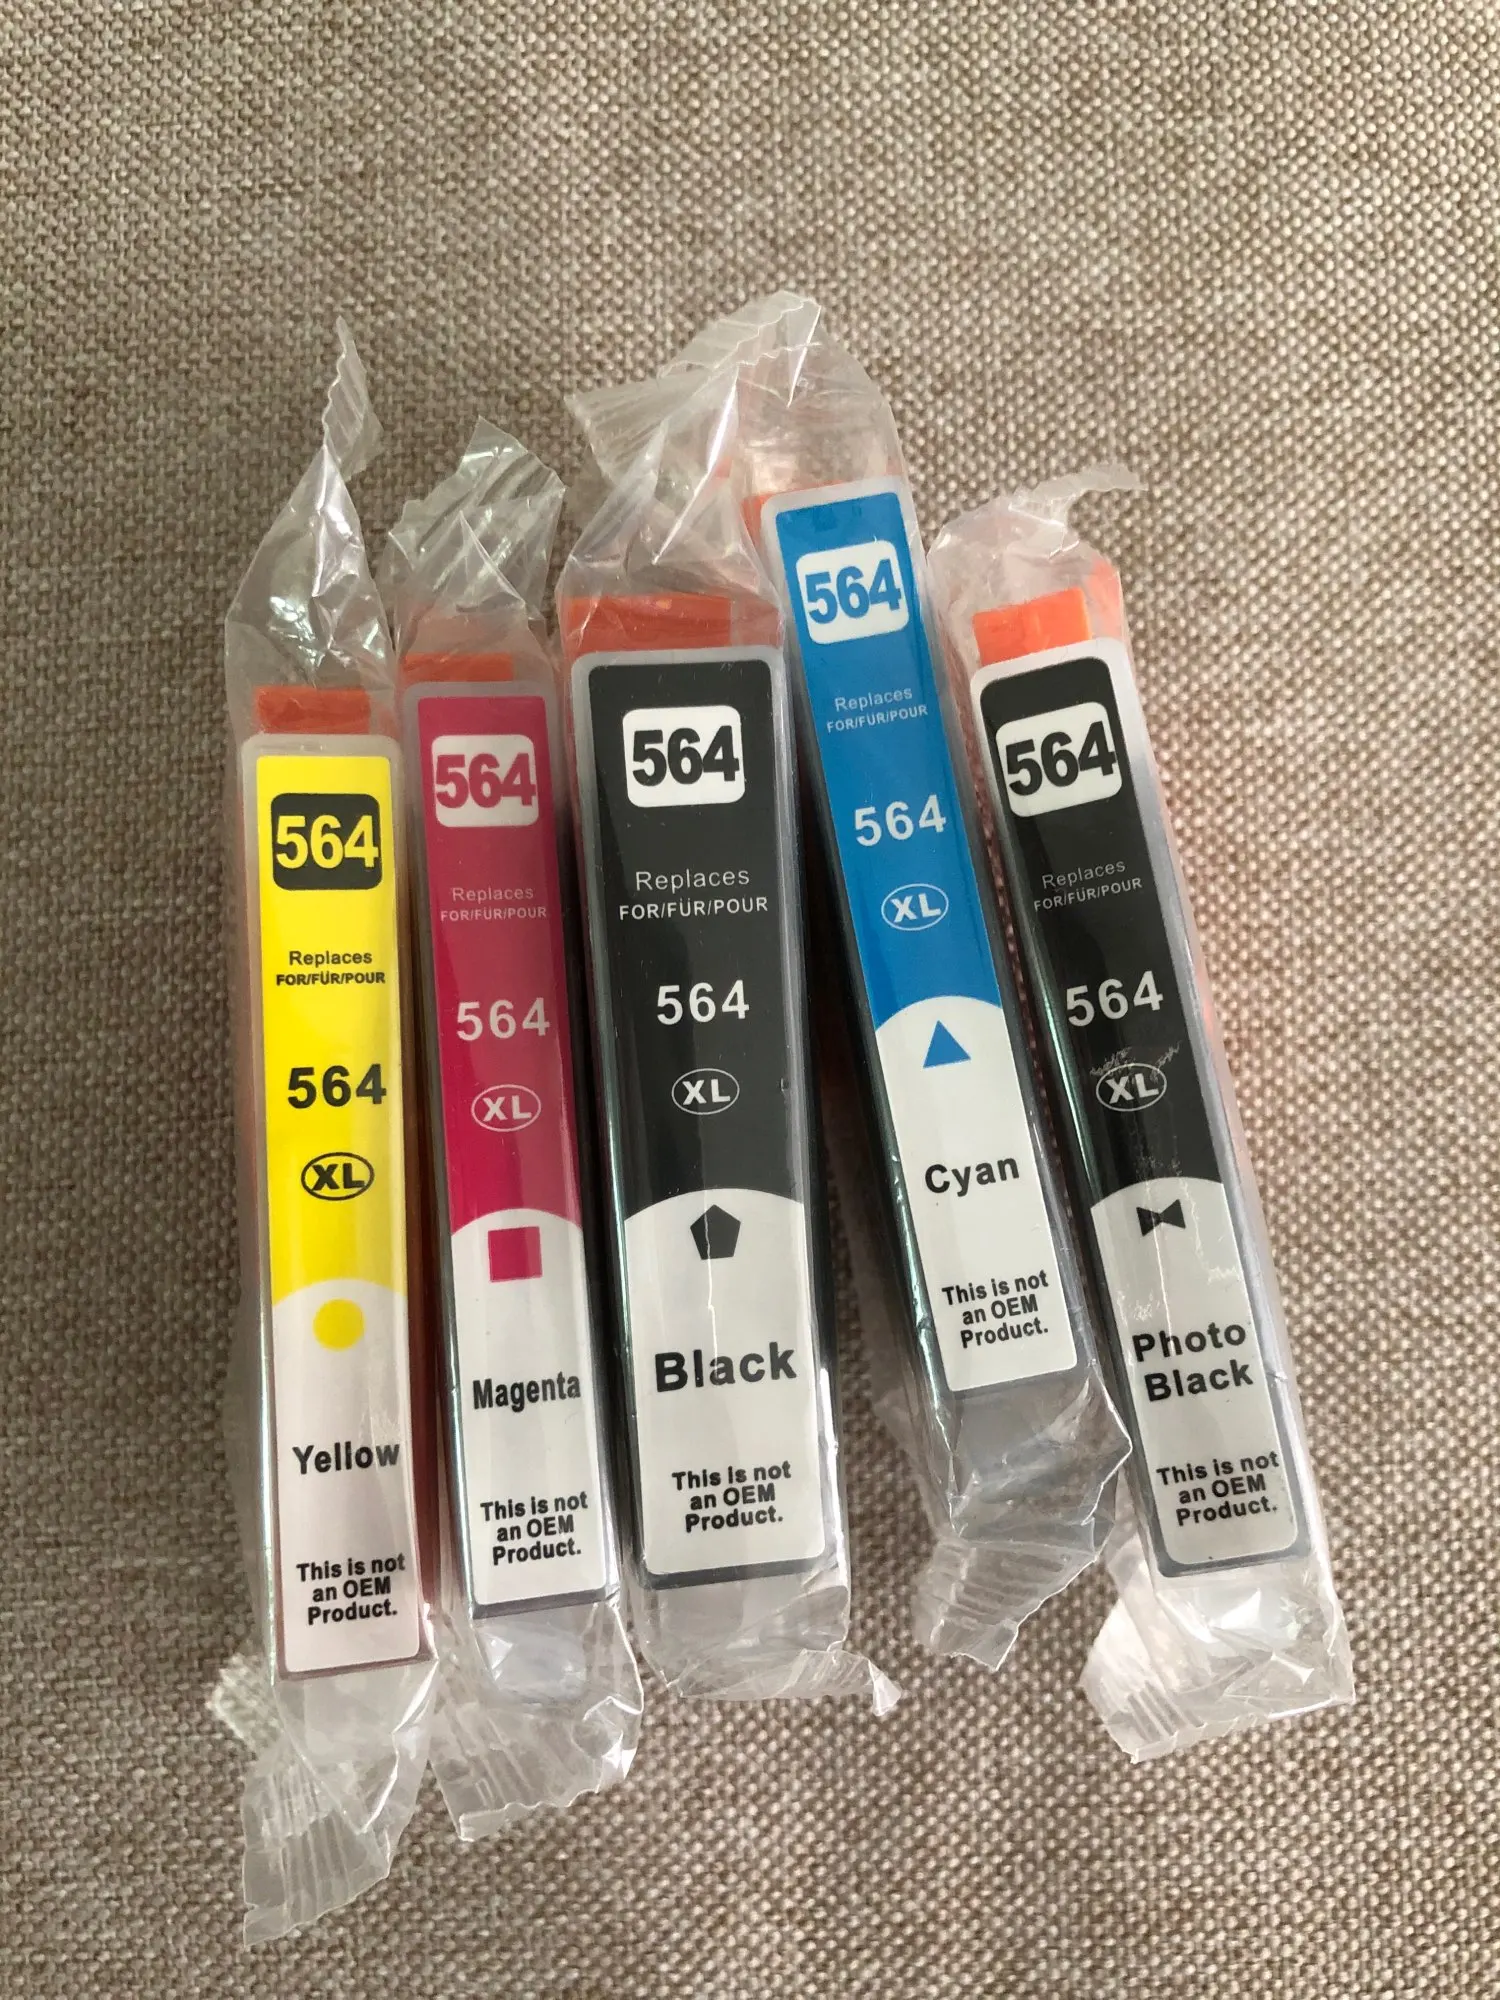 564
Replaces
FOR/FÜR/POUR
564
XL
Yellow
This is not
an OEM
Product.
564
Replaces
FOR/FÜR/POUR
564
XL
Magenta
This is not
an OEM
Product.
564
Replaces
FOR/FÜR/POUR
564
XL
Black
This is not
an OEM
Product.
564
Replaces
FOR/FÜR/POUR
564
XL
Cyan
This is not
an OEM
Product.
564
Replaces
FOR/FÜR/POUR
564
XL
Photo
Black
This is not
an OEM
Product.